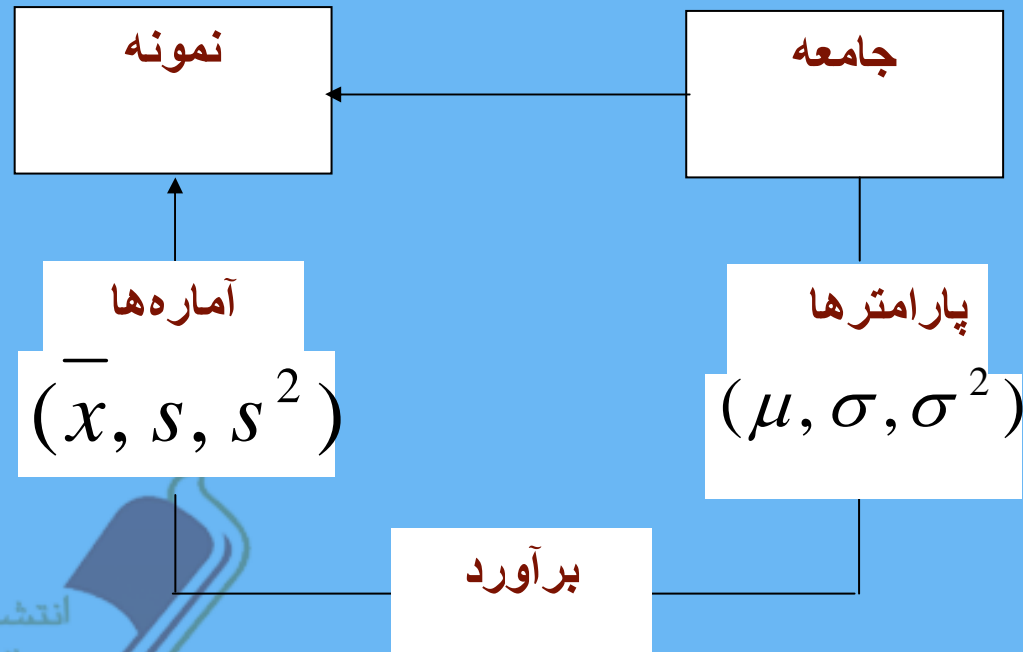 جامعه
نمونه
پارامترها
(μ, σ, σ²)
آماره‌ها
(x̅, s, s²)
برآورد